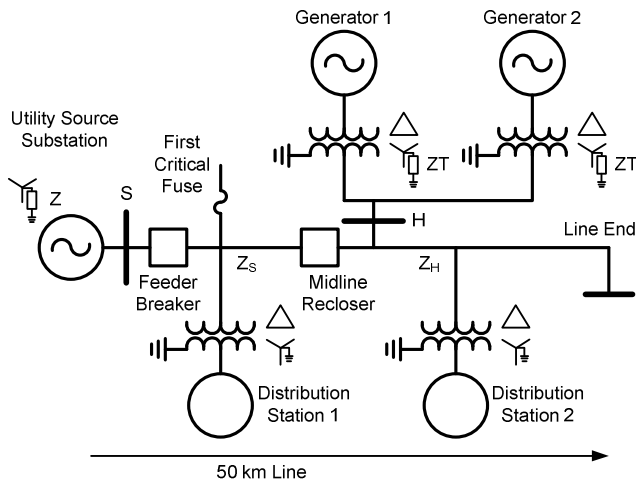 Generator 1
Generator 2
Utility Source
Substation
First
Critical
Fuse
ZT
ZT
Z
S
H
Line End
Feeder
Breaker
ZS
Midline
Recloser
ZH
Distribution
Station 1
Distribution
Station 2
50 km Line